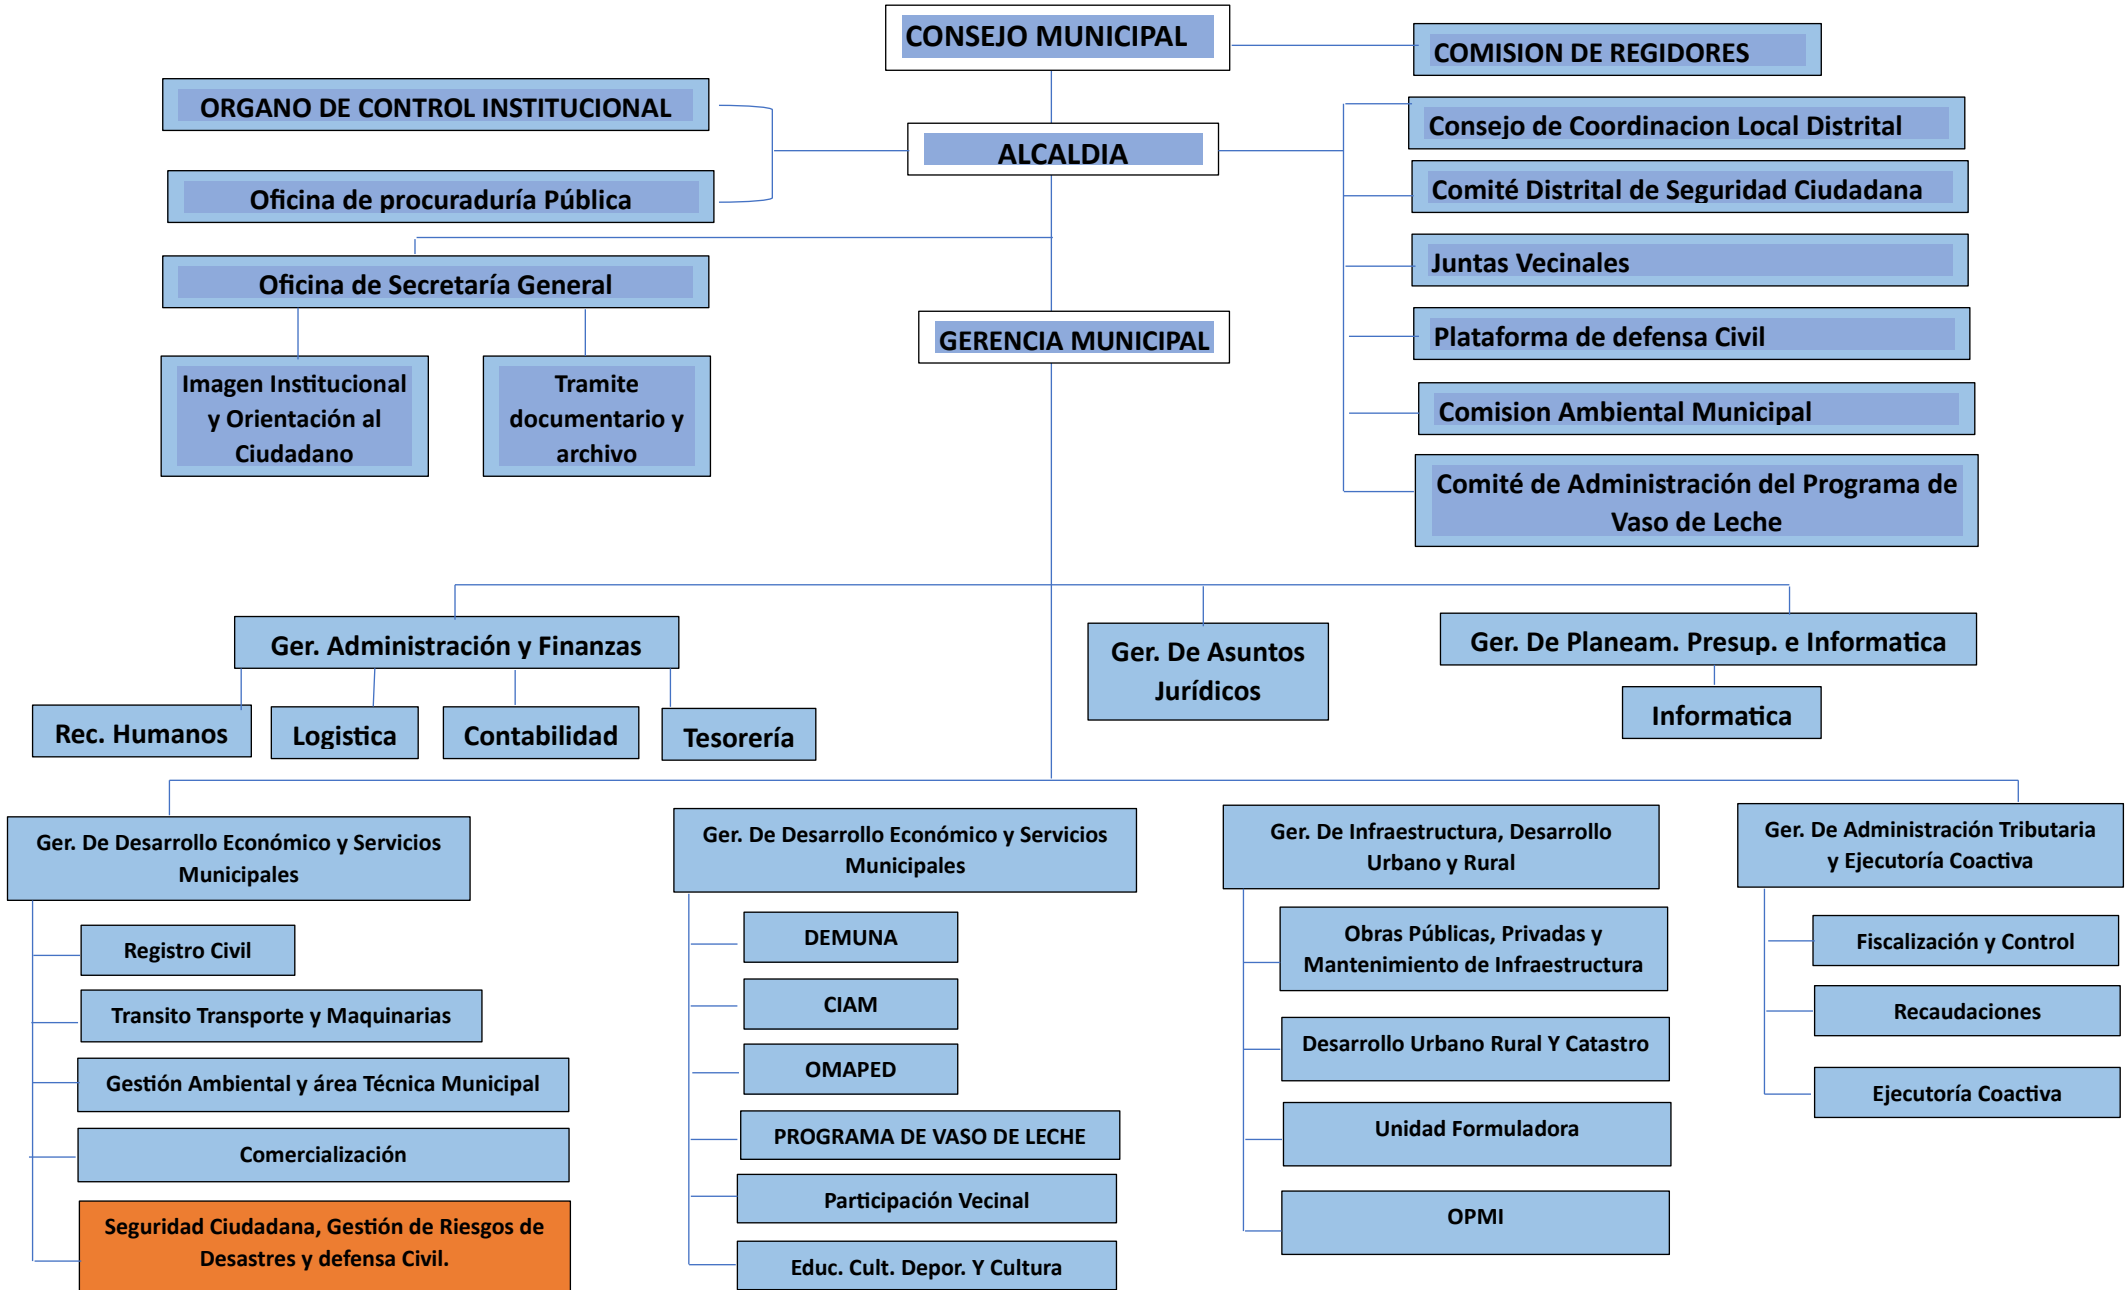 CONSEJO MUNICIPAL
COMISION DE REGIDORES
ORGANO DE CONTROL INSTITUCIONAL
ALCALDIA
Consejo de Coordinacion Local Distrital
Oficina de procuraduría Pública
Comité Distrital de Seguridad Ciudadana
Oficina de Secretaría General
Juntas Vecinales
GERENCIA MUNICIPAL
Plataforma de defensa Civil
Imagen Institucional
y Orientación al
Ciudadano
Tramite
documentario y
archivo
Comision Ambiental Municipal
Comité de Administración del Programa de
Vaso de Leche
Ger. Administración y Finanzas
Ger. De Asuntos
Jurídicos
Ger. De Planeam. Presup. e Informatica
Rec. Humanos
Logistica
Contabilidad
Tesorería
Informatica
Ger. De Desarrollo Económico y Servicios
Municipales
Registro Civil
Transito Transporte y Maquinarias
Gestión Ambiental y área Técnica Municipal
Comercialización
Seguridad Ciudadana, Gestión de Riesgos de
Desastres y defensa Civil.
Ger. De Desarrollo Económico y Servicios
Municipales
DEMUNA
CIAM
OMAPED
PROGRAMA DE VASO DE LECHE
Participación Vecinal
Educ. Cult. Depor. Y Cultura
Ger. De Infraestructura, Desarrollo
Urbano y Rural
Obras Públicas, Privadas y
Mantenimiento de Infraestructura
Desarrollo Urbano Rural Y Catastro
Unidad Formuladora
OPMI
Ger. De Administración Tributaria
y Ejecutoría Coactiva
Fiscalización y Control
Recaudaciones
Ejecutoría Coactiva